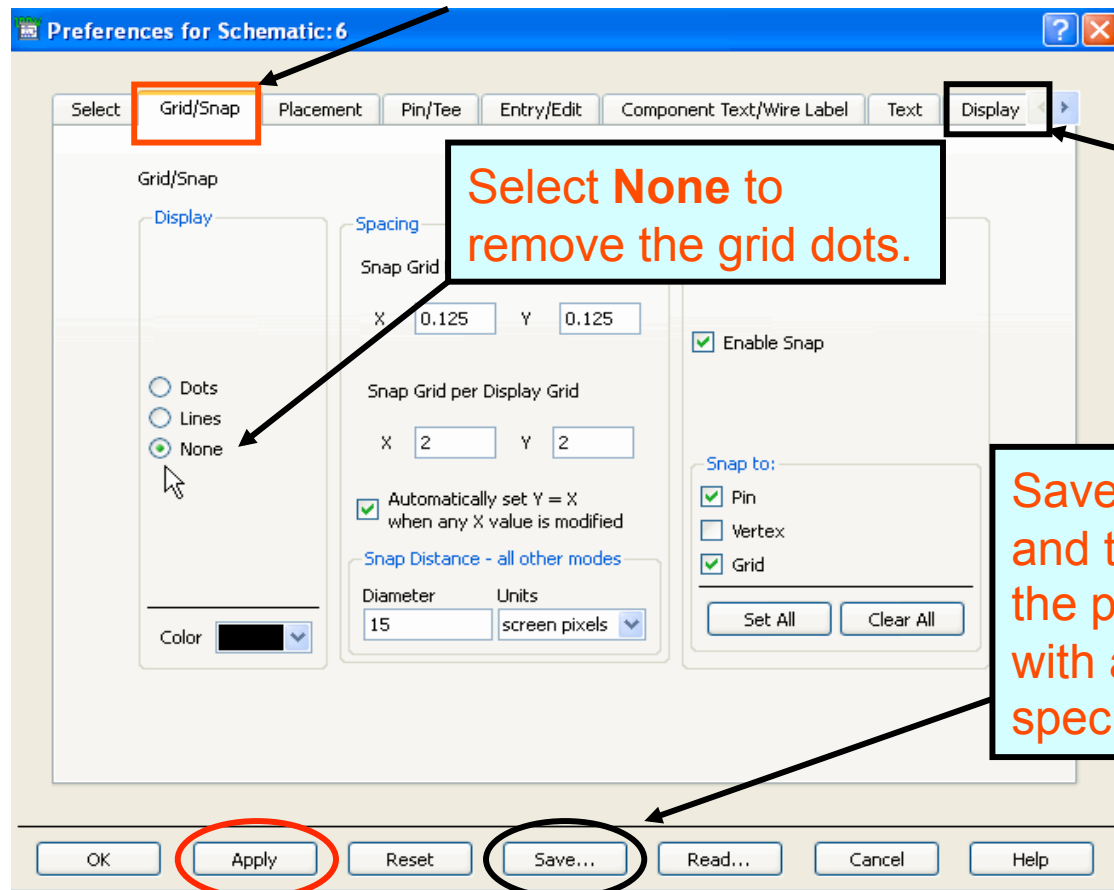 Preferences for Schematic:6
Select Grid/Snap Placement Pin/Tee Entry/Edit Component Text/Wire Label Text Display
Grid/Snap
Select None to
remove the grid dots.
Display
Dots
Lines
None
Color
Spacing
Snap Grid
X 0.125 Y 0.125
Snap Grid per Display Grid
X 2 Y 2
Automatically set Y = X
when any X value is modified
Snap Distance - all other modes
Diameter Units
15 screen pixels
Enable Snap
Snap to:
Pin
Vertex
Grid
Set All Clear All
Save
and
the
with
OK Apply Reset Save... Read... Cancel Help